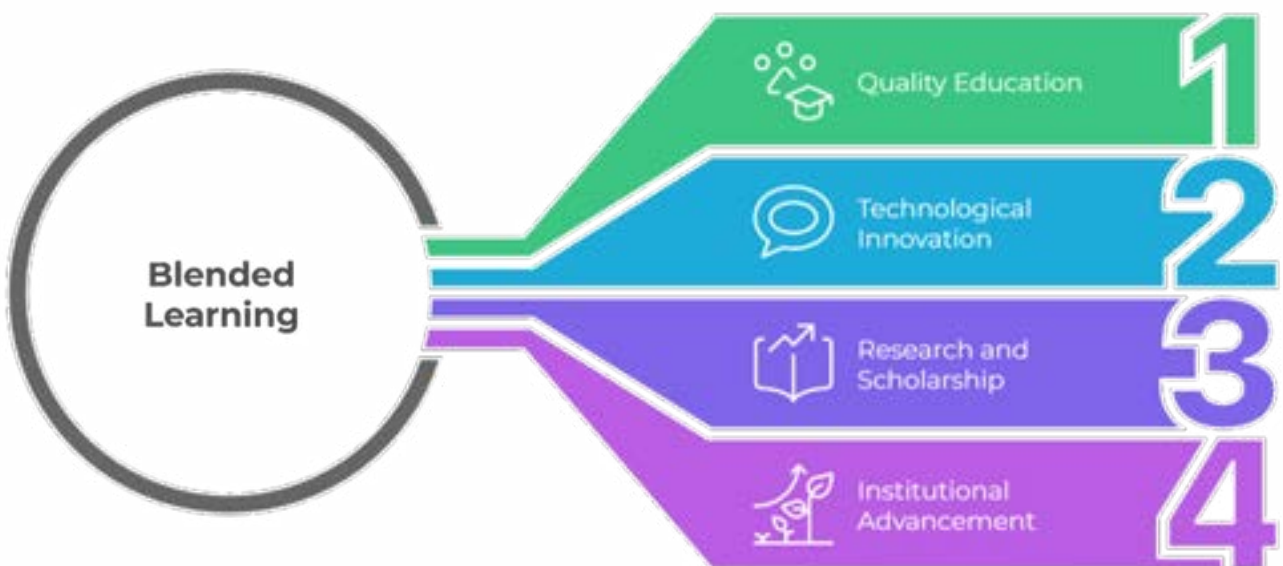 Blended
Learning
Quality Education
1
Technological
Innovation
2
Research and
Scholarship
3
Institutional
Advancement
4